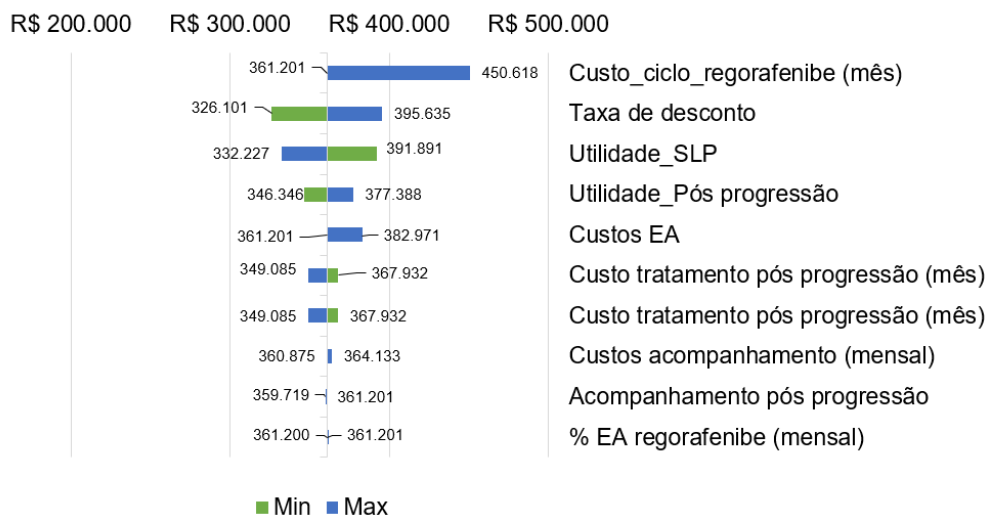 R$ 200.000 R$ 300.000 R$ 400.000 R$ 500.000
361.201 450.618 Custo_ciclo_regorafenibe (mês)
326.101 395.635 Taxa de desconto
332.227 391.891 Utilidade_SLP
346.346 377.388 Utilidade_Pós progressão
361.201 382.971 Custos EA
349.085 367.932 Custo tratamento pós progressão (mês)
349.085 367.932 Custo tratamento pós progressão (mês)
360.875 364.133 Custos acompanhamento (mensal)
359.719 361.201 Acompanhamento pós progressão
361.200 361.201 % EA regorafenibe (mensal)
Min Max